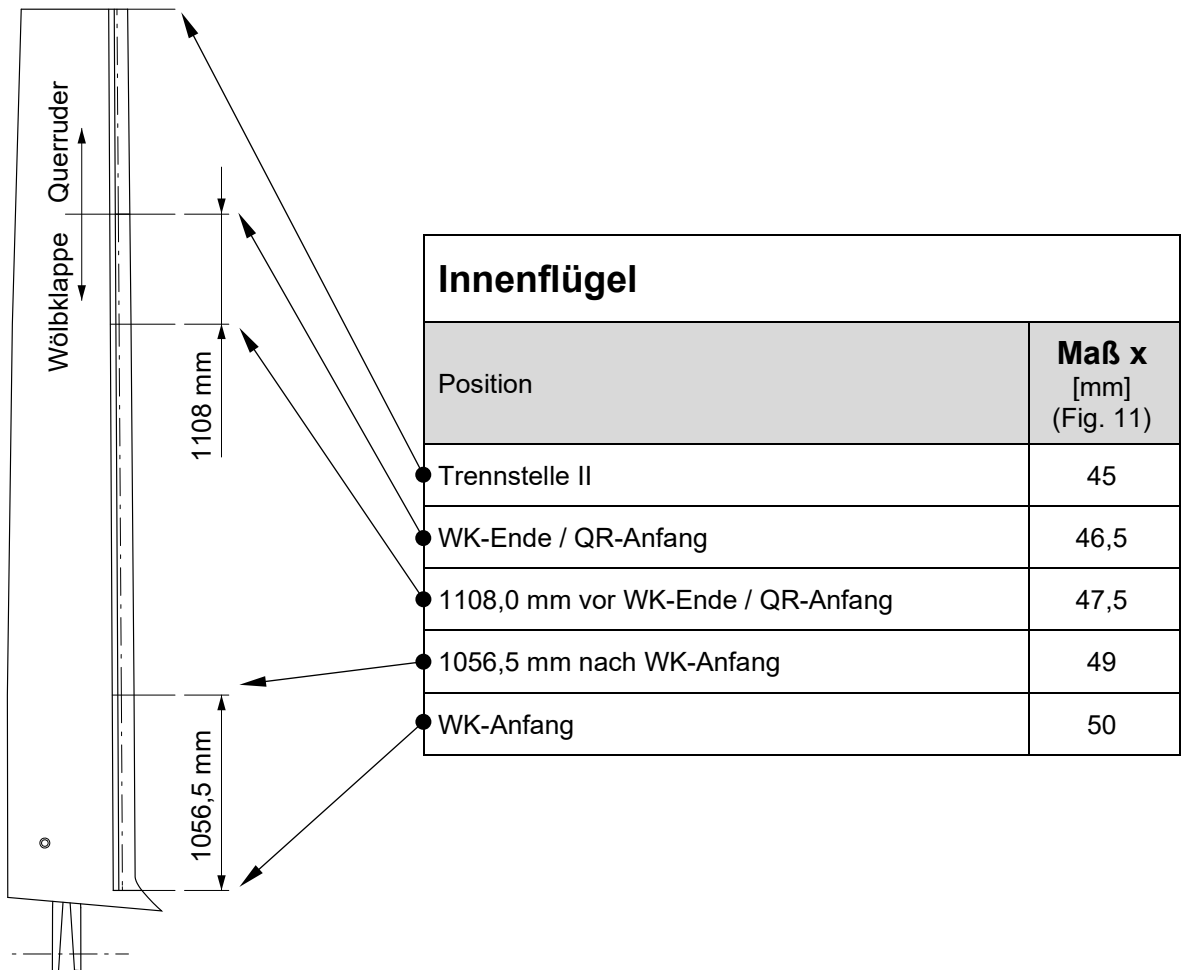 Querruder
Wölbklappe
1108 mm
1056,5 mm
Innenflügel
Position
Maß x
[mm]
(Fig. 11)
Trennstelle II
45
WK-Ende / QR-Anfang
46,5
1108,0 mm vor WK-Ende / QR-Anfang
47,5
1056,5 mm nach WK-Anfang
49
WK-Anfang
50